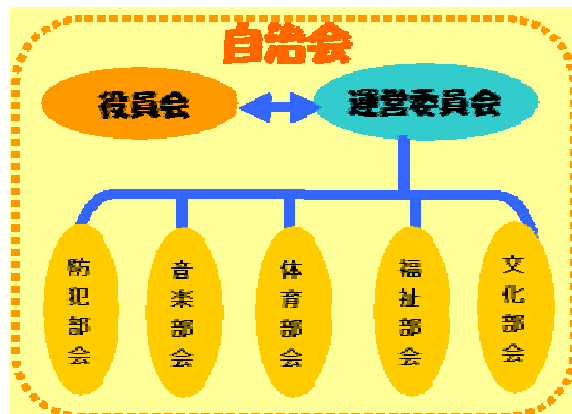 自治会
役員会
運営委員会
防犯部会
音楽部会
体育部会
福祉部会
文化部会